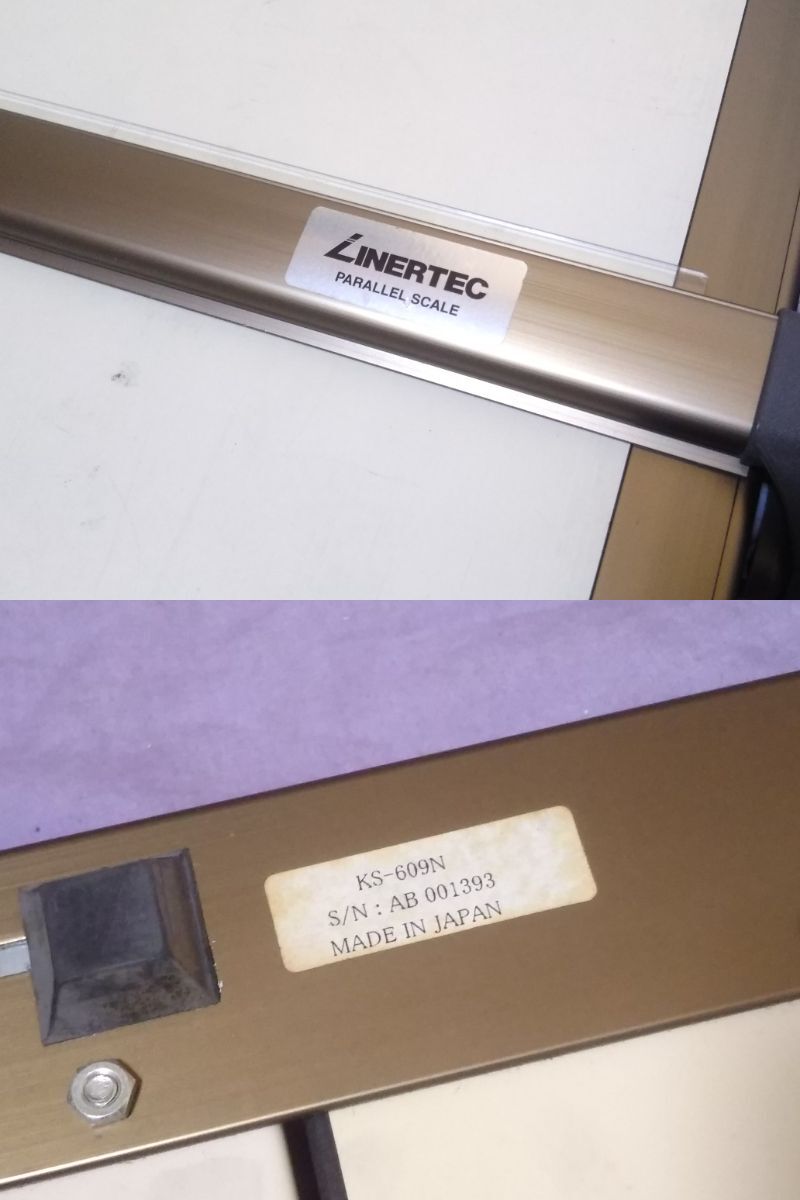 LINERTEC
PARALLEL SCALE
KS-609N
S/N : AB 001393
MADE IN JAPAN